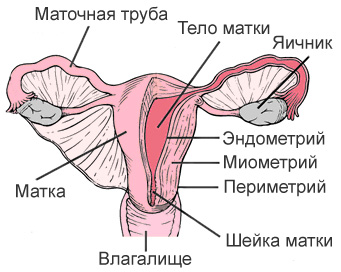 Маточная труба
Тело матки
Яичник
Эндометрий
Миометрий
Периметрий
Матка
Шейка матки
Влагалище